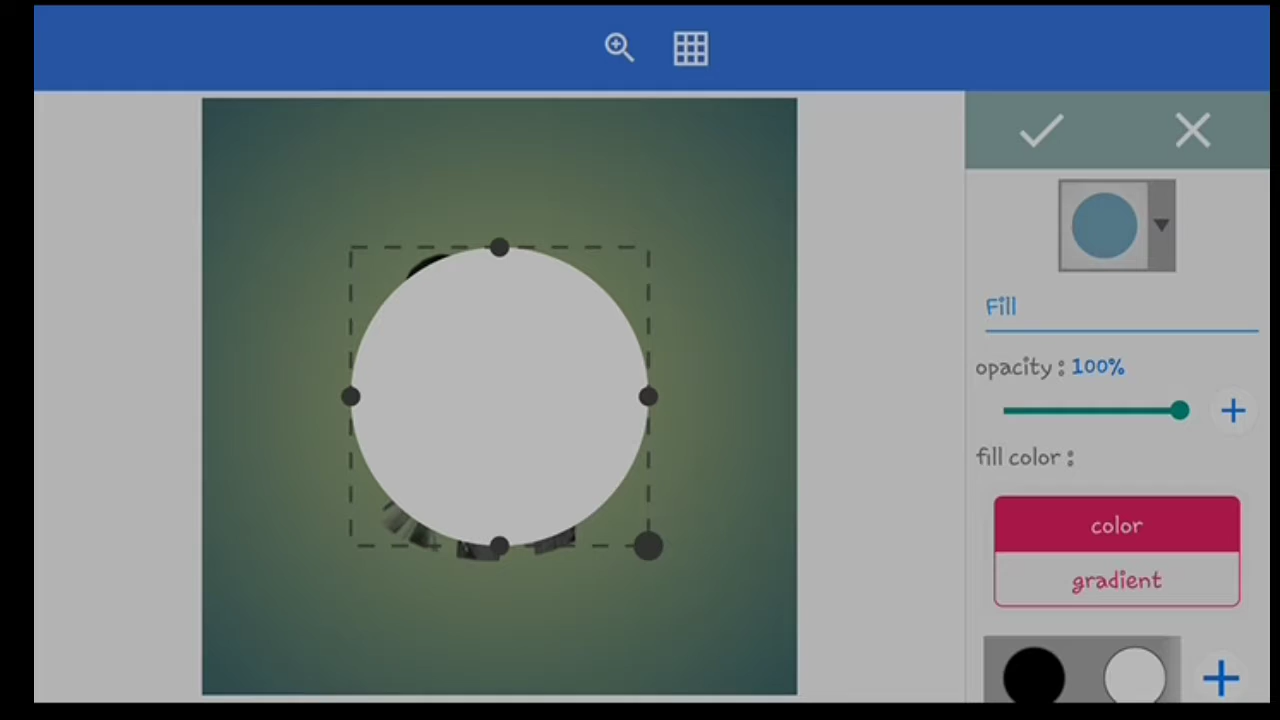 Fill
opacity : 100%
fill color :
color
gradient